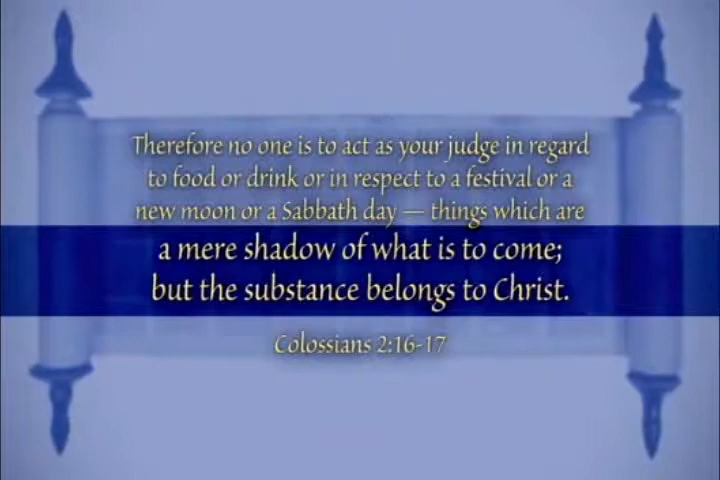 Therefore no one is to act as your judge in regard
to food or drink or in respect to a festival or a
new moon or a Sabbath day — things which are
a mere shadow of what is to come;
but the substance belongs to Christ.
Colossians 2:16-17